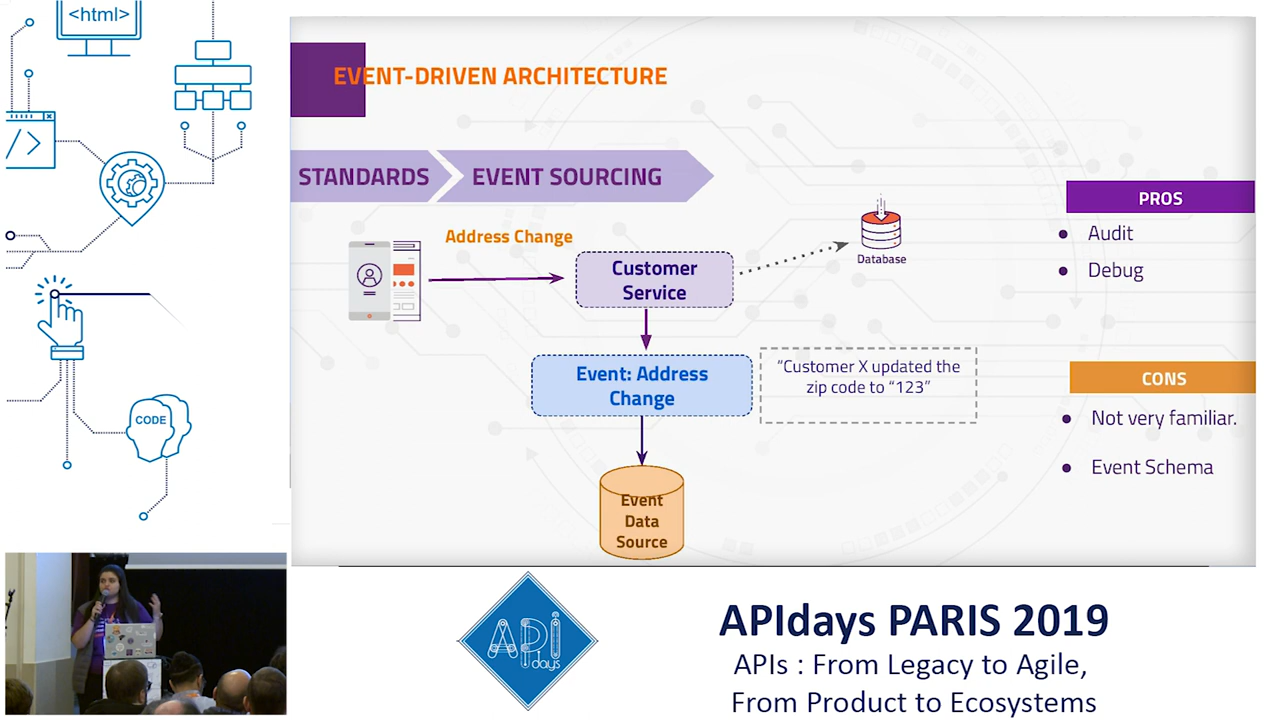 <html>
/>
CODE
EVENT-DRIVEN ARCHITECTURE
STANDARDS
EVENT SOURCING
Address Change
Customer
Service
Database
Event: Address
Change
"Customer X updated the
zip code to "123"
Event
Data
Source
PROS
Audit
Debug
CONS
Not very familiar.
Event Schema
API
days
APIdays PARIS 2019
APIs : From Legacy to Agile,
From Product to Ecosystems